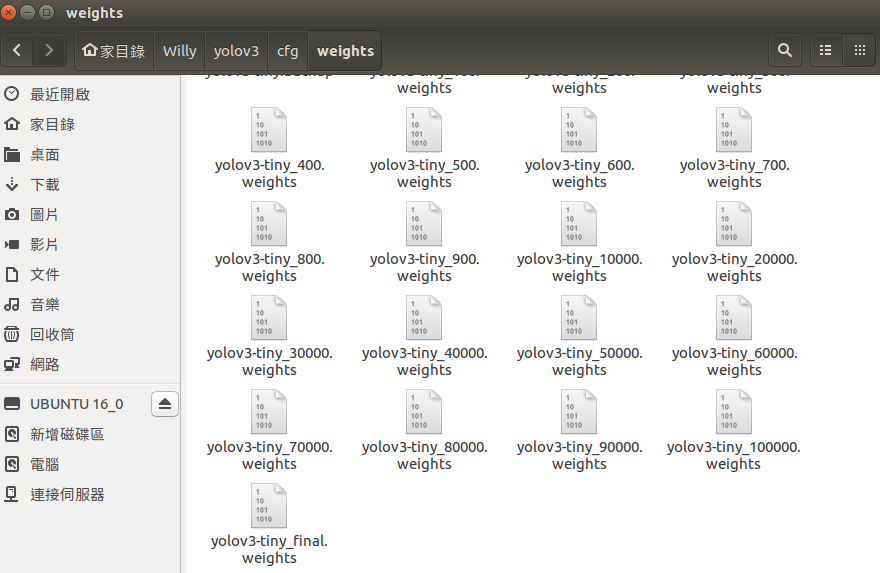 weights
家目錄 Willy yolov3 cfg weights
最近開啟
家目錄
桌面
下載
圖片
影片
文件
音樂
回收筒
網路
UBUNTU 16_0
新增磁碟區
電腦
連接伺服器
weights
weights
weights
yolov3-tiny_400.
weights
yolov3-tiny_500.
weights
yolov3-tiny_600.
weights
yolov3-tiny_700.
weights
yolov3-tiny_800.
weights
yolov3-tiny_900.
weights
yolov3-tiny_10000.
weights
yolov3-tiny_20000.
weights
yolov3-tiny_30000.
weights
yolov3-tiny_40000.
weights
yolov3-tiny_50000.
weights
yolov3-tiny_60000.
weights
yolov3-tiny_70000.
weights
yolov3-tiny_80000.
weights
yolov3-tiny_90000.
weights
yolov3-tiny_100000.
weights
yolov3-tiny_final.
weights